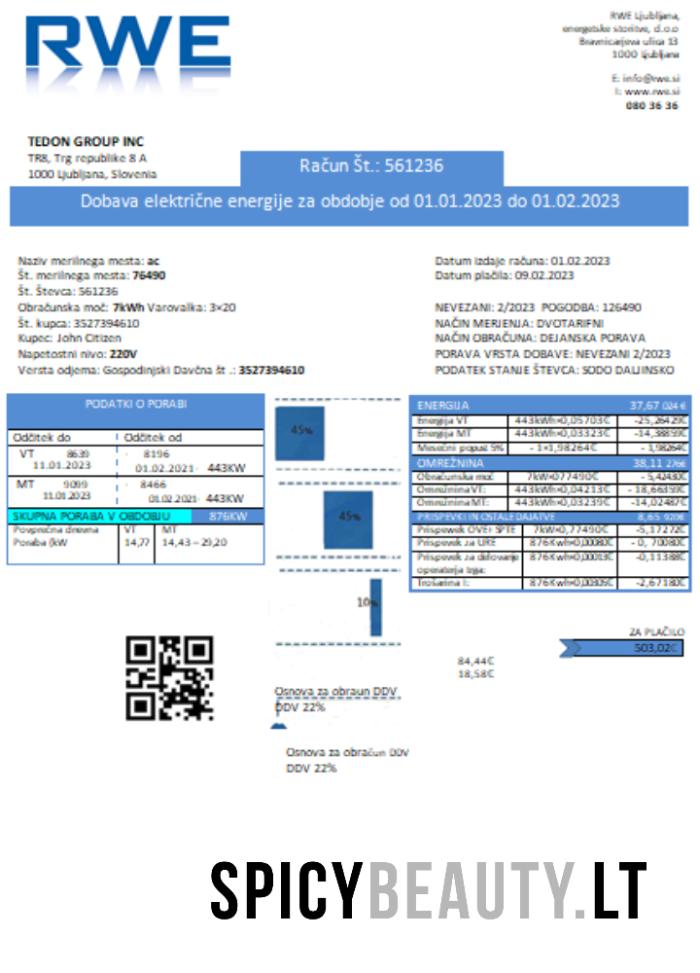 RWE
RWE Ljubljana,
energetske storitve, d.o.o
Bravnicarjeva ulica 13
1000 Ljubljana
E: info@rwe.si
I: www.rwe.si
080 36 36
TEDON GROUP INC
TR8, Trg republike 8 A
1000 Ljubljana, Slovenia
Račun Št.: 561236
Dobava električne energije za obdobje od 01.01.2023 do 01.02.2023
Naziv merilnega mesta: ac
Št. merilnega mesta: 76490
Št. Števca: 561236
Obračunska moč: 7kWh Varovalka: 3×20
Št. kupca: 3527394610
Kupec: John Citizen
Napetostni nivo: 220V
Versta odjema: Gospodinjski Davčna št .: 3527394610
Datum izdaje računa: 01.02.2023
Datum plačila: 09.02.2023
NEVEZANI: 2/2023 POGODBA: 126490
NAČIN MERJENJA: DVOTARIFNI
NAČIN OBRAČUNA: DEJANSKA PORAVA
PORAVA VRSTA DOBAVE: NEVEZANI 2/2023
PODATEK STANJE ŠTEVCA: SODO DALJINSKO
PODATKI O PORABI
Odčitek do Odčitek od
VT 8639 8196
11.01.2023 01.02.2021 443KW
MT 9099 8466
11.01.2023 01.02.2021 443KW
SKUPNA PORABA V OBDOBJU 876KW
Povprečna dnevna VT MT
Poraba (kW 14,77 14,43 – 29,20
45%
45%
10%
ENERGIJA 37,67 024 €
Energija VT 443kWh×0,05703€ -25,26429€
Energija MT 443kWh×0,03323€ -14,38859€
Mesečni popust 5% - 1×1,98264€ - 1,98264€
OMREŽNINA 38,11 276€
Obračunska moč 7kW×077490€ - 5,42430€
Omrežnina VT: 443kWh×0,04213€ - 18,66359€
Omrežnina MT: 443kWh×0,03239€ -14,02487€
PRISPEVKI IN OSTALE DAJATVE 8,65 920€
Prispevek OVE+ SPTE 7kW×0,77490€ -5,17272€
Prispevek za URE 876Kwh×0,00080€ - 0, 70080€
Prispevek za delovanje 876Kwh×0,00013€ -0,11388€
operaterja trga:
Trošarina I: 876Kwh×0,00305€ -2,67180€
ZA PLAČILO
503,02€
84,44€
18,58€
Osnova za obraun DDV
DDV 22%
Osnova za obračun DDV
DDV 22%
SPICYBEAUTY.LT